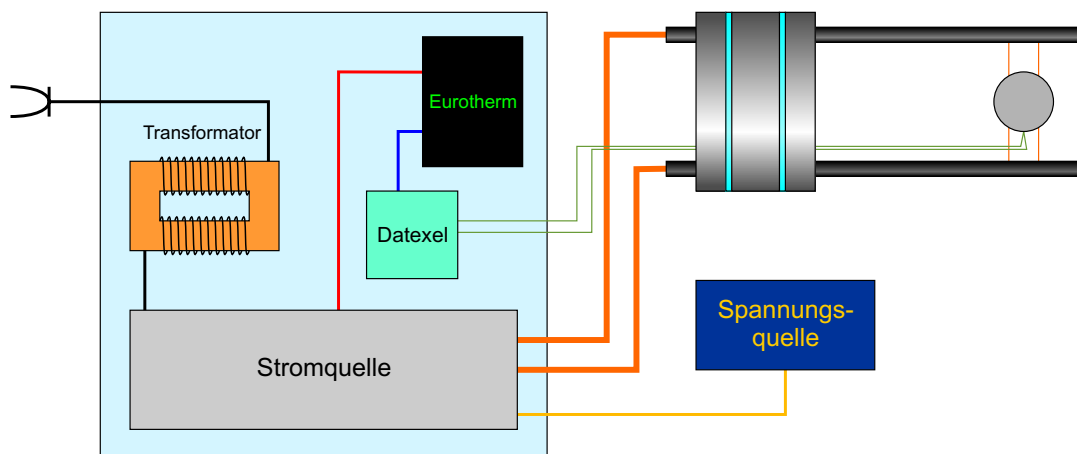 Eurotherm
Transformator
Datexel
Stromquelle
Spannungs-
quelle